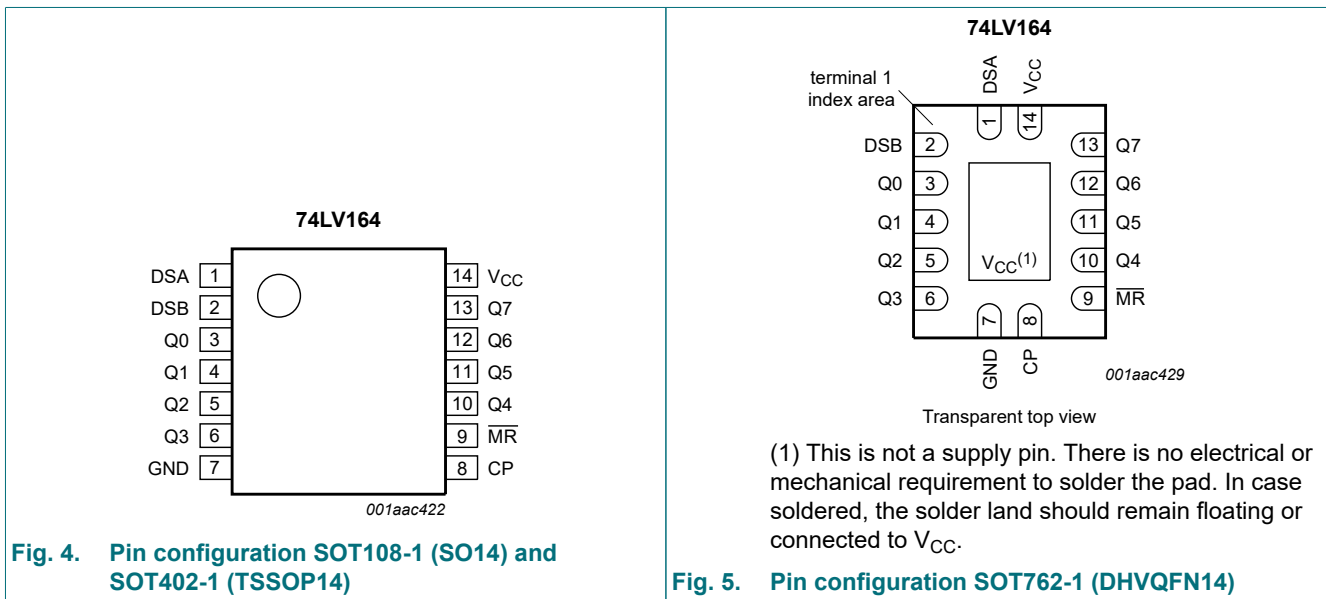 74LV164
DSA 1
DSB 2
Q0 3
Q1 4
Q2 5
Q3 6
GND 7
14 VCC
13 Q7
12 Q6
11 Q5
10 Q4
9 M̅R̅
8 CP
001aac422
Fig. 4. Pin configuration SOT108-1 (SO14) and
SOT402-1 (TSSOP14)
74LV164
terminal 1
index area
DSA
VCC
1
14
DSB 2
Q0 3
Q1 4
Q2 5
Q3 6
13 Q7
12 Q6
11 Q5
10 Q4
9 M̅R̅
VCC(1)
7
8
GND
CP
001aac429
Transparent top view
(1) This is not a supply pin. There is no electrical or
mechanical requirement to solder the pad. In case
soldered, the solder land should remain floating or
connected to VCC.
Fig. 5. Pin configuration SOT762-1 (DHVQFN14)